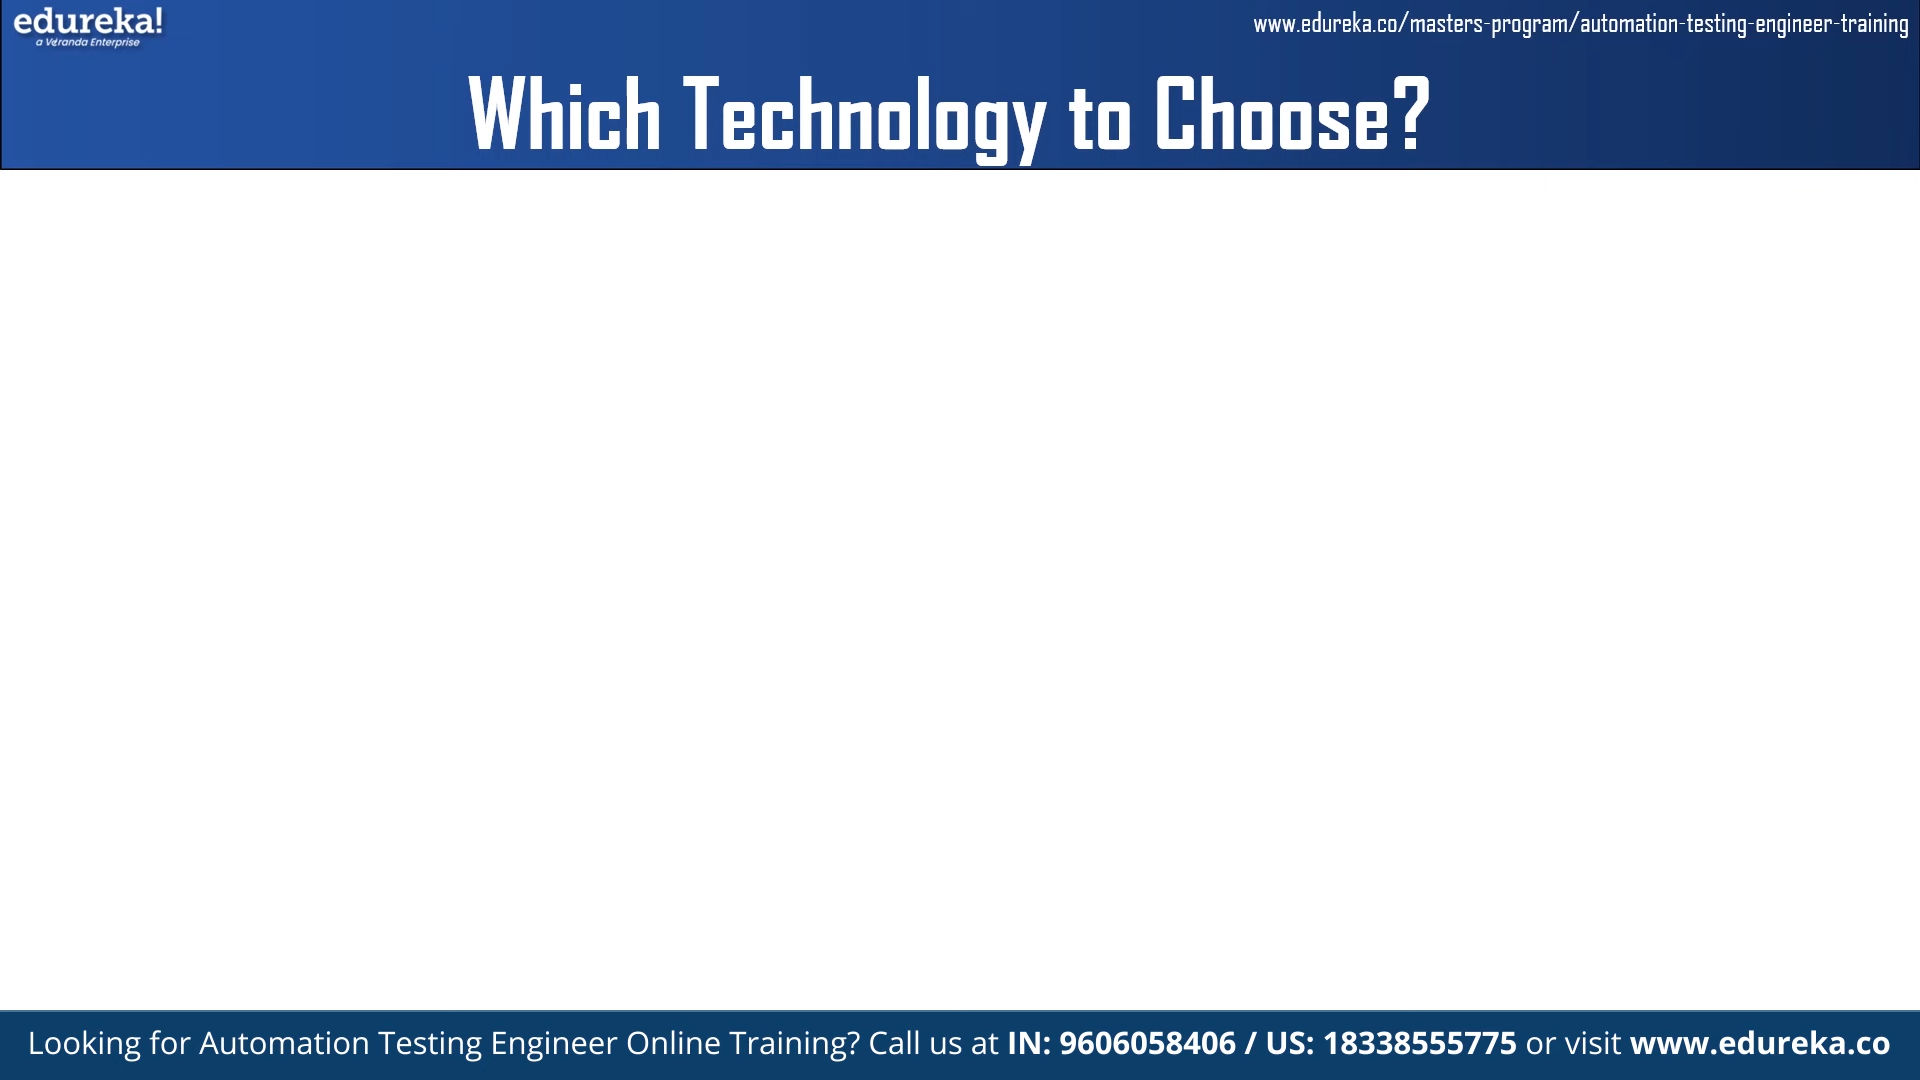 edureka!
a Veranda Enterprise
www.edureka.co/masters-program/automation-testing-engineer-training
Which Technology to Choose?
Looking for Automation Testing Engineer Online Training? Call us at IN: 9606058406 / US: 18338555775 or visit www.edureka.co